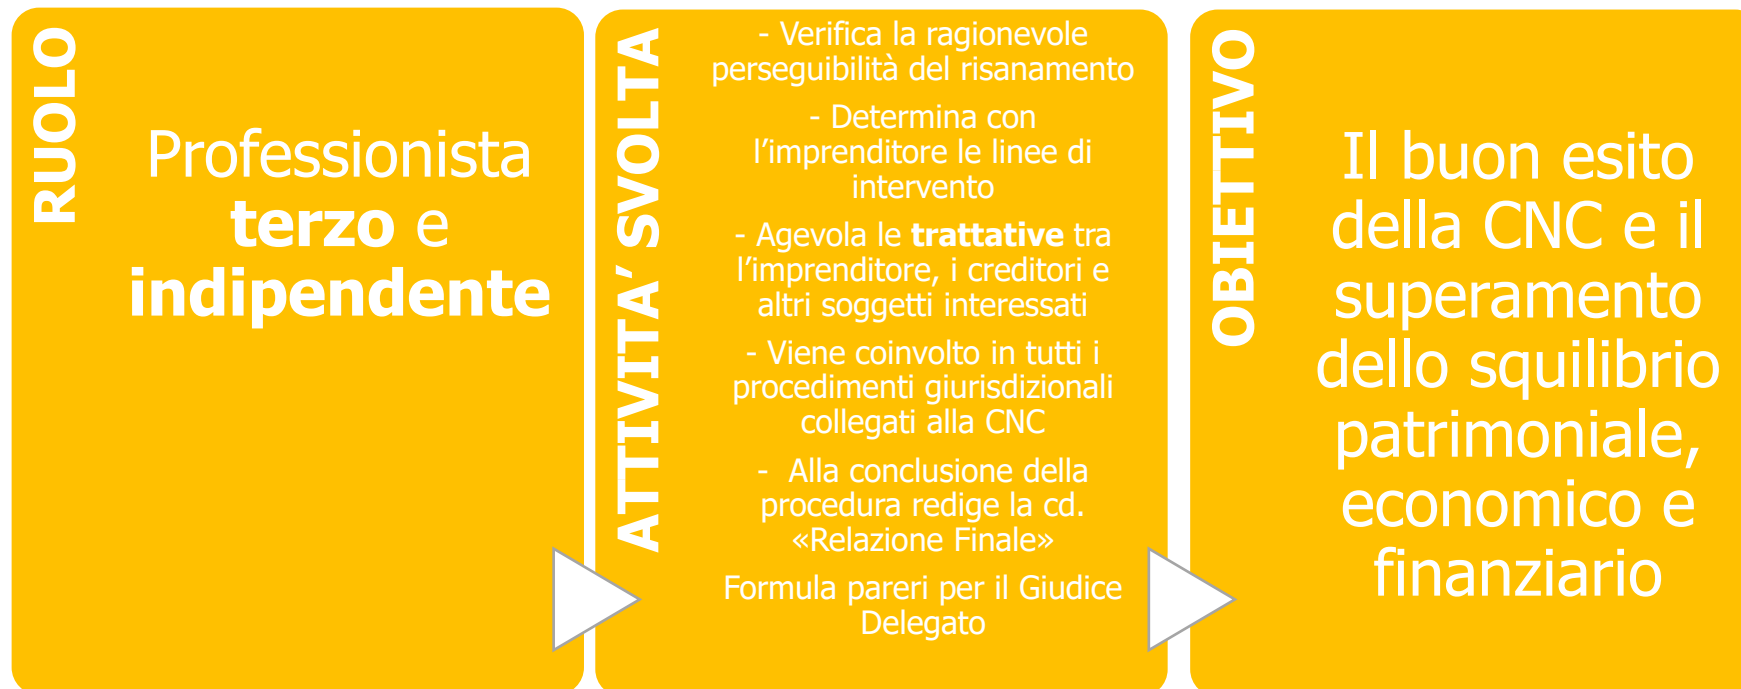 RUOLO
Professionista
terzo e
indipendente
ATTIVITA’ SVOLTA
- Verifica la ragionevole
perseguibilità del risanamento
- Determina con
l’imprenditore le linee di
intervento
- Agevola le trattative tra
l’imprenditore, i creditori e
altri soggetti interessati
- Viene coinvolto in tutti i
procedimenti giurisdizionali
collegati alla CNC
- Alla conclusione della
procedura redige la cd.
«Relazione Finale»
Formula pareri per il Giudice
Delegato
OBIETTIVO
Il buon esito
della CNC e il
superamento
dello squilibrio
patrimoniale,
economico e
finanziario